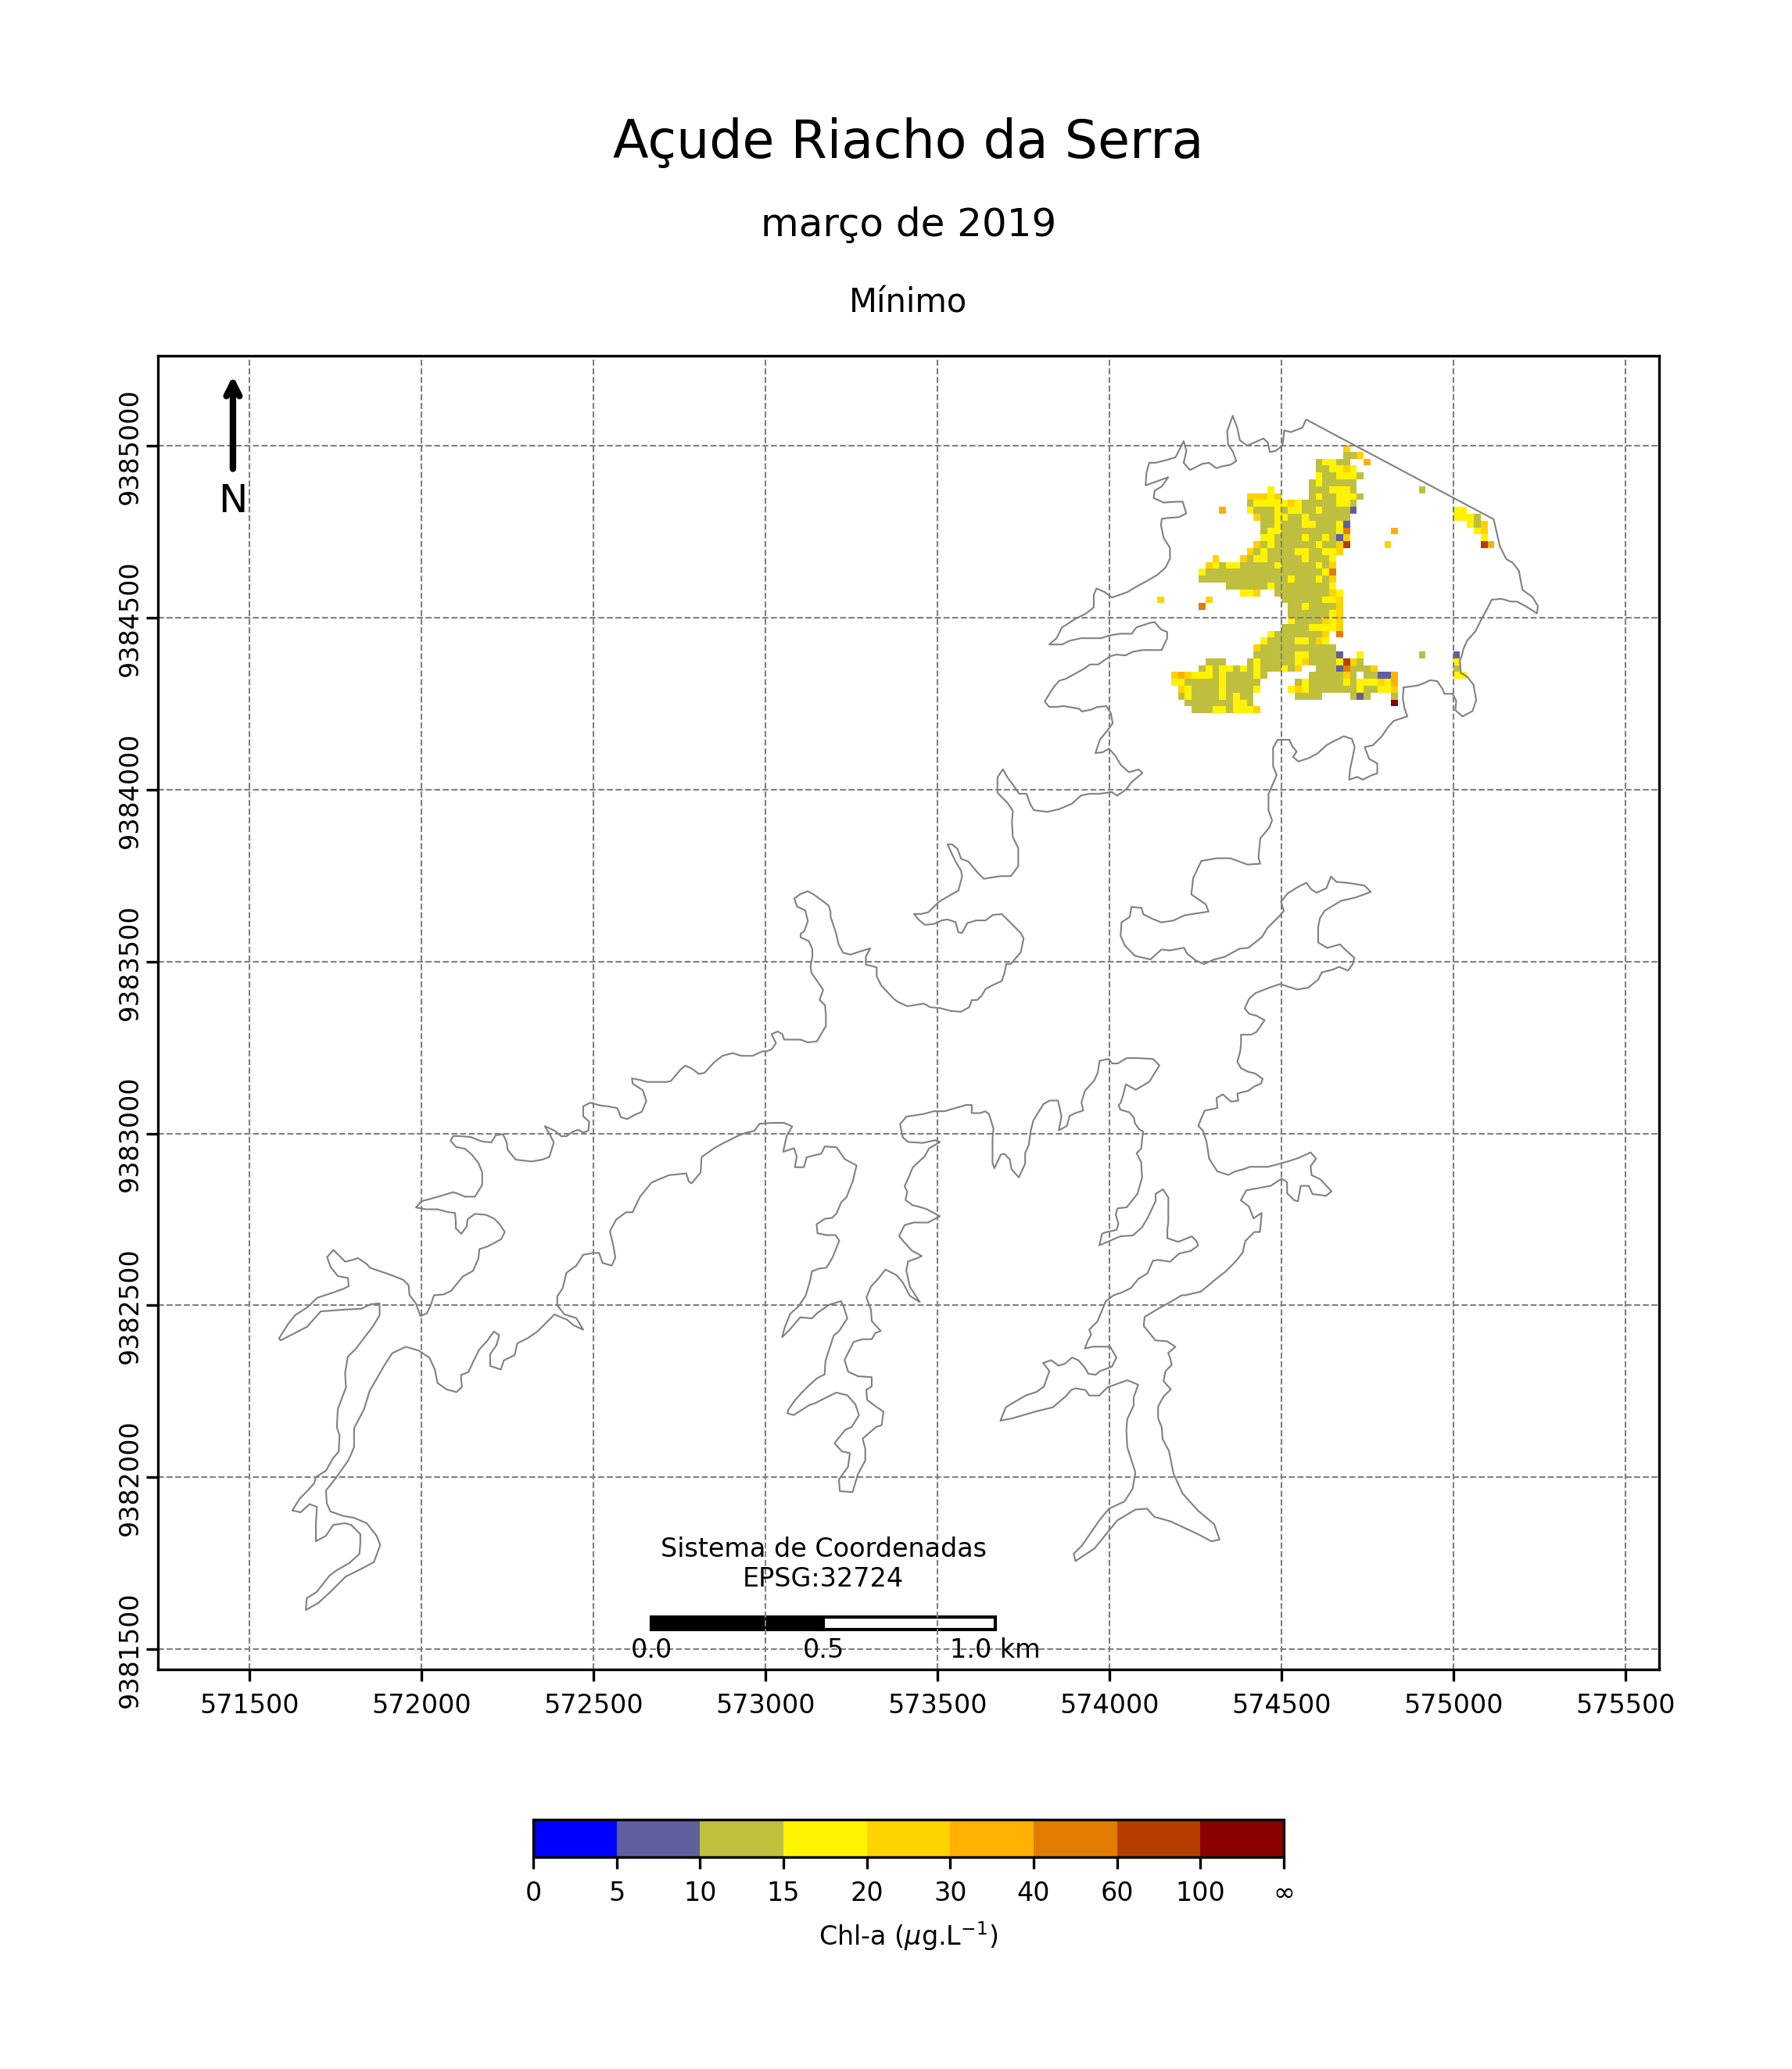 Açude Riacho da Serra
março de 2019
Mínimo
N
9385000
9384500
9384000
9383500
9383000
9382500
9382000
9381500
Sistema de Coordenadas
EPSG:32724
0.0 0.5 1.0 km
571500 572000 572500 573000 573500 574000 574500 575000 575500
0 5 10 15 20 30 40 60 100 ∞
Chl-a (μg.L⁻¹)